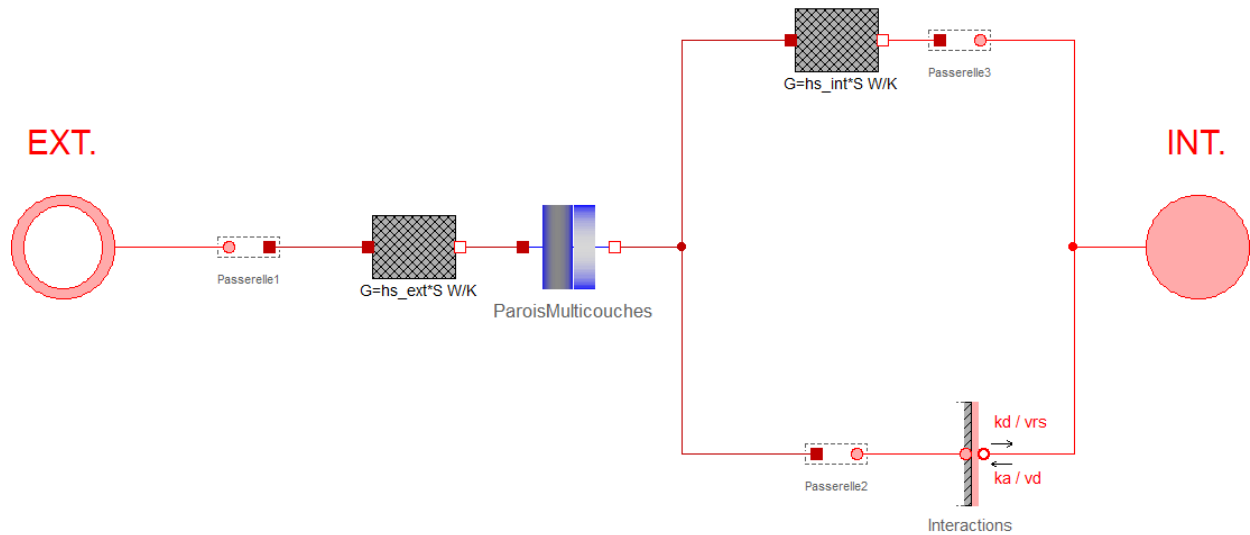 EXT.
Passerelle1
G=hs_ext*S W/K
ParoisMulticouches
G=hs_int*S W/K
Passerelle3
INT.
Passerelle2
kd / vrs
ka / vd
Interactions